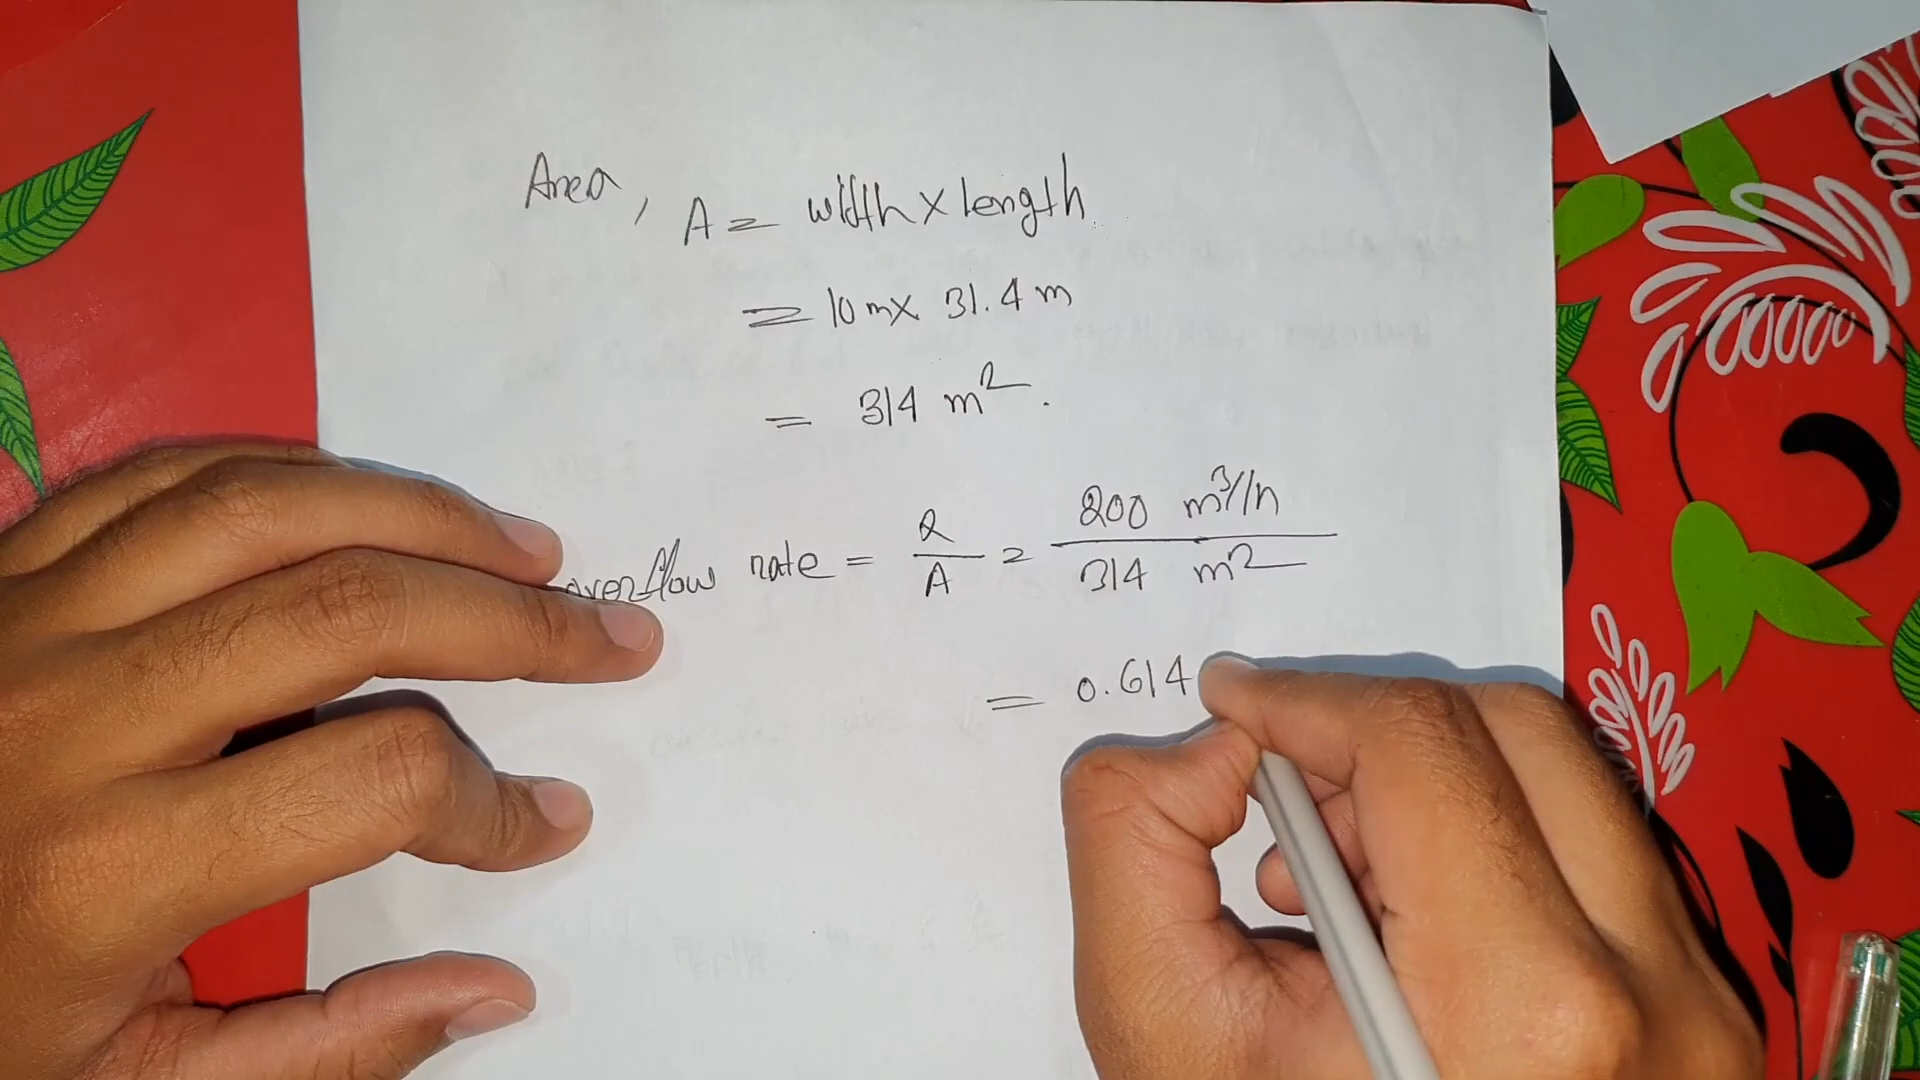 Area, A = width × length
= 10 m × 31.4 m
= 314 m².
overflow rate = Q/A = 200 m³/h / 314 m²
= 0.614